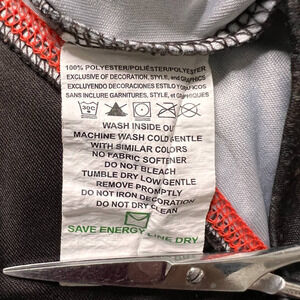 100% POLYESTER/POLIÉSTER/POLYESTER
EXCLUSIVE OF DECORATION, STYLE, and GRAPHICS
EXCLUYENDO DECORACIONES ESTILO Y GRAFICOS
SANS INCLURE GARNITURES, STYLE, et GRAPHIQUES
30C
WASH INSIDE OUT
MACHINE WASH COLD GENTLE
WITH SIMILAR COLORS
NO FABRIC SOFTENER
DO NOT BLEACH
TUMBLE DRY LOW GENTLE
REMOVE PROMPTLY
DO NOT IRON DECORATION
DO NOT DRY CLEAN
SAVE ENERGY LINE DRY